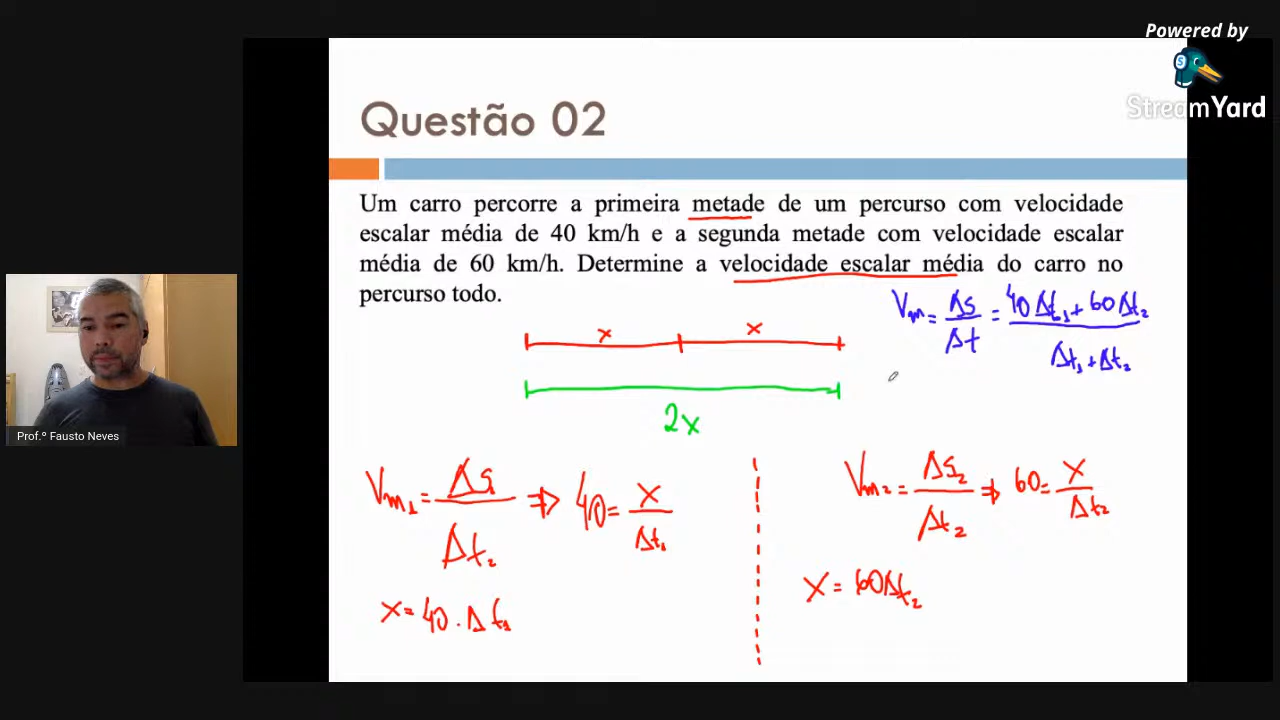 Powered by
StreamYard
Questão 02
Um carro percorre a primeira metade de um percurso com velocidade
escalar média de 40 km/h e a segunda metade com velocidade escalar
média de 60 km/h. Determine a velocidade escalar média do carro no
percurso todo.
Vm = Δs/Δt = (40Δt₁ + 60Δt₂)/(Δt₁ + Δt₂)
x x
2x
Vm₁ = Δs/Δt₂ ⇒ 40 = x/Δt₁
x = 40 . Δt₁
Vm₂ = Δs₂/Δt₂ ⇒ 60 = x/Δt₂
x = 60Δt₂
Prof.º Fausto Neves